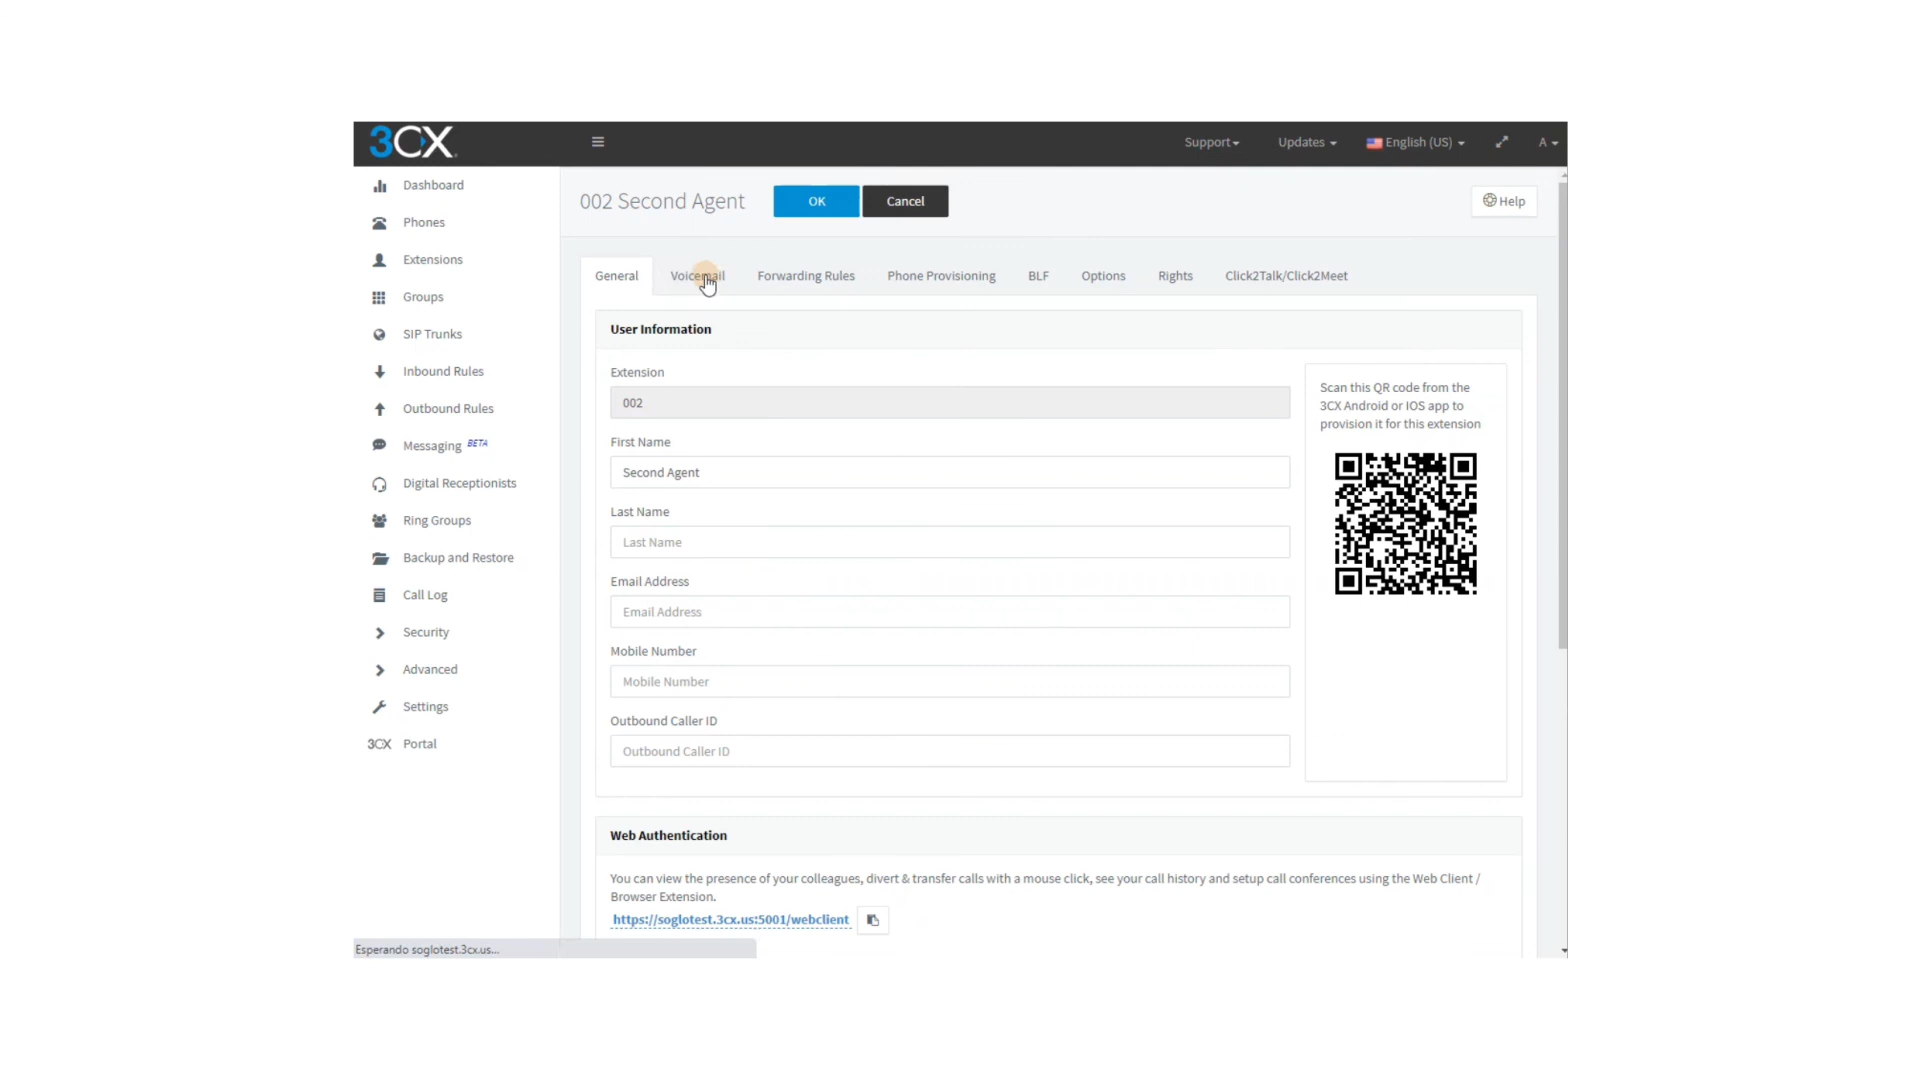 3CX
Support
Updates
English (US)
A
Dashboard
Phones
Extensions
Groups
SIP Trunks
Inbound Rules
Outbound Rules
Messaging BETA
Digital Receptionists
Ring Groups
Backup and Restore
Call Log
Security
Advanced
Settings
3CX Portal
002 Second Agent
OK
Cancel
Help
General
Voicemail
Forwarding Rules
Phone Provisioning
BLF
Options
Rights
Click2Talk/Click2Meet
User Information
Extension
002
First Name
Second Agent
Last Name
Last Name
Email Address
Email Address
Mobile Number
Mobile Number
Outbound Caller ID
Outbound Caller ID
Scan this QR code from the
3CX Android or IOS app to
provision it for this extension
Web Authentication
You can view the presence of your colleagues, divert & transfer calls with a mouse click, see your call history and setup call conferences using the Web Client /
Browser Extension.
https://soglotest.3cx.us:5001/webclient
Esperando soglotest.3cx.us...